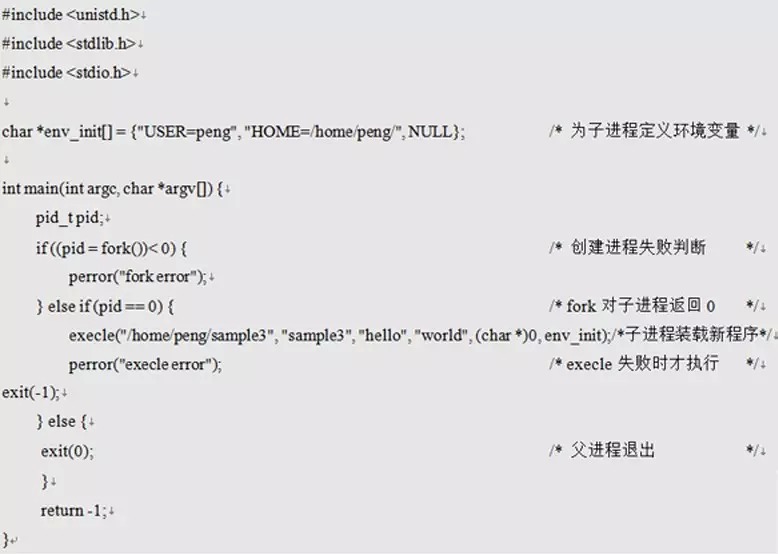 #include <unistd.h>↓
#include <stdlib.h>↓
#include <stdio.h>↓
↓
char *env_init[] = {"USER=peng", "HOME=/home/peng/", NULL}; /* 为子进程定义环境变量 */↓
↓
int main(int argc, char *argv[]) {↓
pid_t pid;↓
if ((pid = fork())< 0) { /* 创建进程失败判断 */↓
perror("fork error");↓
} else if (pid == 0) { /* fork 对子进程返回 0 */↓
execle("/home/peng/sample3", "sample3", "hello", "world", (char *)0, env_init);/*子进程装载新程序*/↓
perror("execle error"); /* execle 失败时才执行 */↓
exit(-1);↓
} else {↓
exit(0); /* 父进程退出 */↓
}↓
return -1;↓
}↵